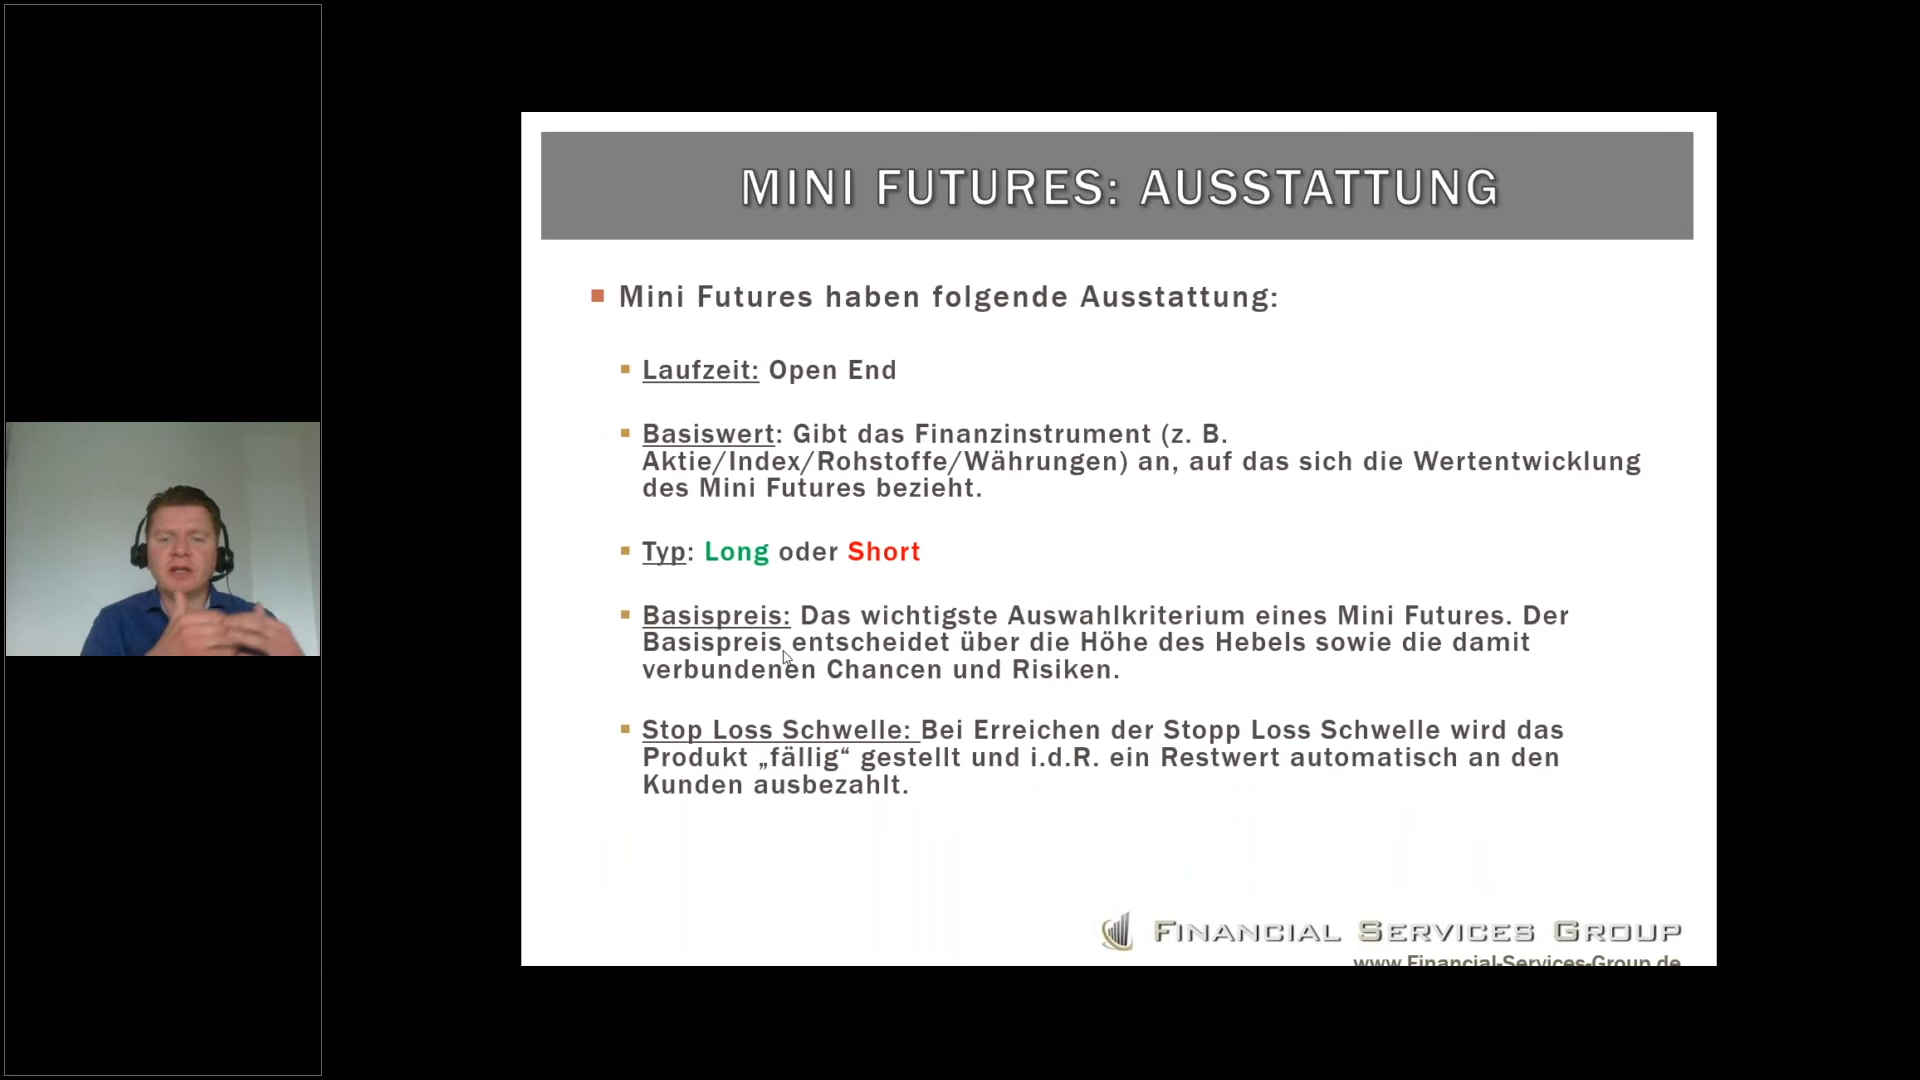 MINI FUTURES: AUSSTATTUNG
Mini Futures haben folgende Ausstattung:
Laufzeit: Open End
Basiswert: Gibt das Finanzinstrument (z. B.
Aktie/Index/Rohstoffe/Währungen) an, auf das sich die Wertentwicklung
des Mini Futures bezieht.
Typ: Long oder Short
Basispreis: Das wichtigste Auswahlkriterium eines Mini Futures. Der
Basispreis entscheidet über die Höhe des Hebels sowie die damit
verbundenen Chancen und Risiken.
Stop Loss Schwelle: Bei Erreichen der Stopp Loss Schwelle wird das
Produkt „fällig“ gestellt und i.d.R. ein Restwert automatisch an den
Kunden ausbezahlt.
FINANCIAL SERVICES GROUP
www.Financial-Services-Group.de